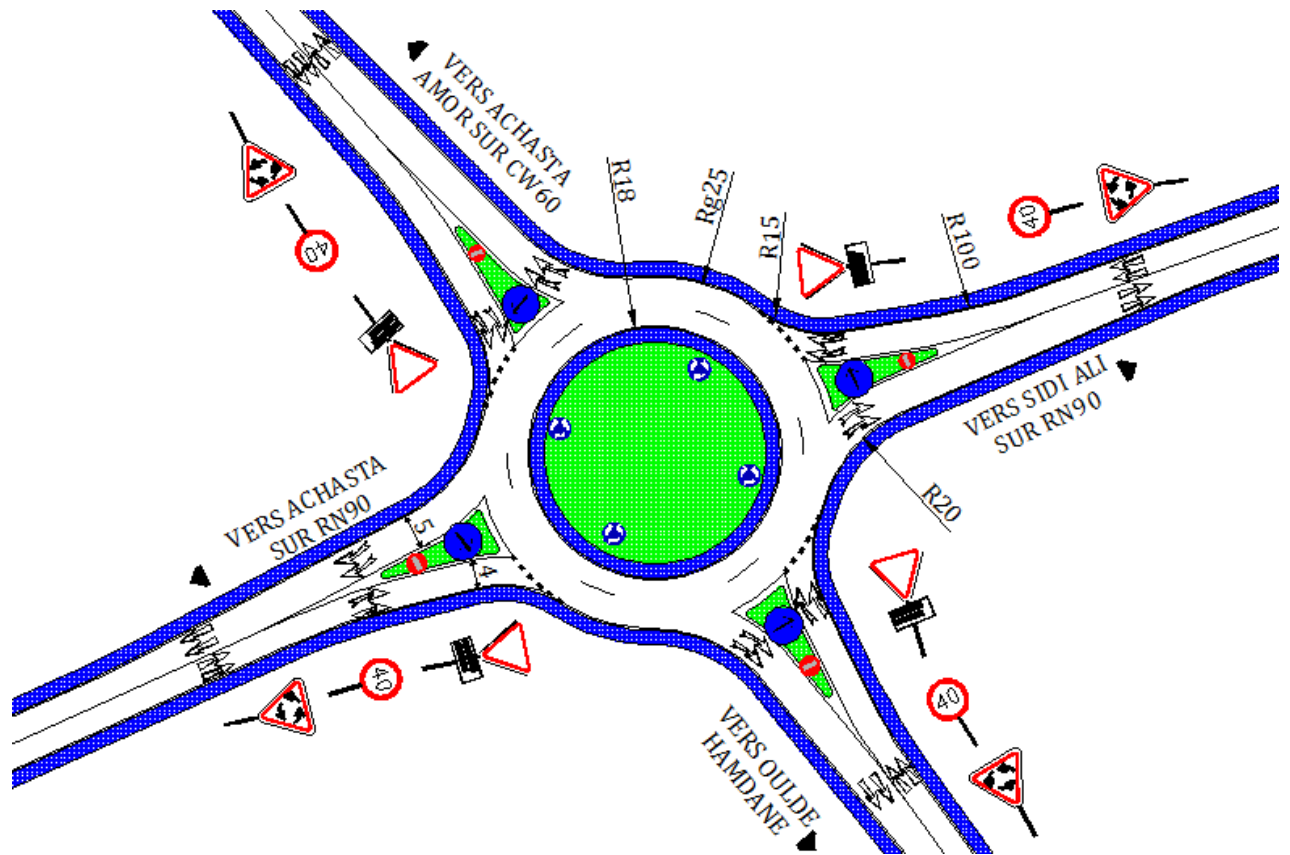 VERS ACHASTA
AMOR SUR CW60
R18
Rg25
R15
R100
40
40
VERS SIDI ALI
SUR RN90
R20
VERS ACHASTA
SUR RN90
5
4
40
40
VERS OULDE
HAMDANE